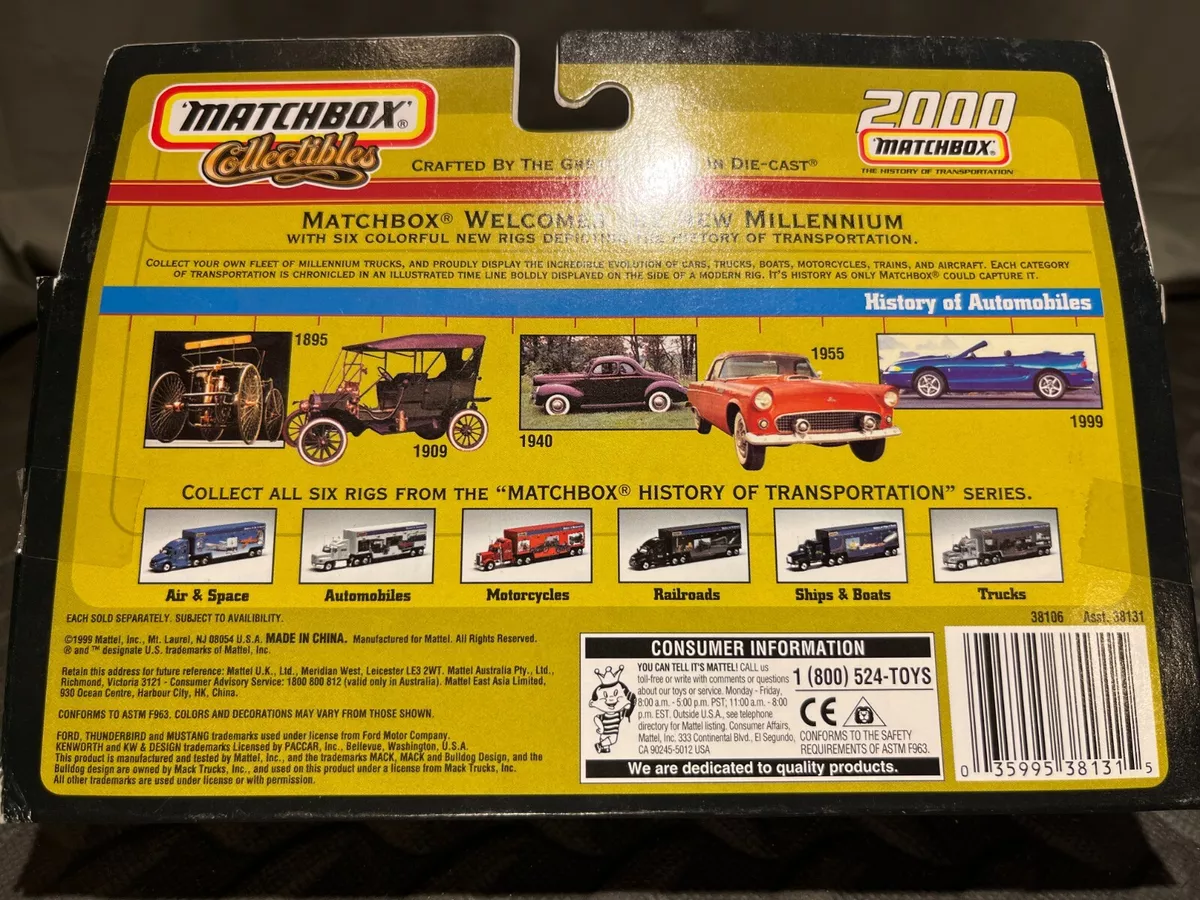 MATCHBOX®
Collectibles
CRAFTED BY THE ON DIE-CAST®
2000
MATCHBOX®
THE HISTORY OF TRANSPORTATION
MATCHBOX® WELCOMES NEW MILLENNIUM
WITH SIX COLORFUL NEW RIGS DEPICTING THE HISTORY OF TRANSPORTATION.
COLLECT YOUR OWN FLEET OF MILLENNIUM TRUCKS, AND PROUDLY DISPLAY THE INCREDIBLE EVOLUTION OF CARS, TRUCKS, BOATS, MOTORCYCLES, TRAINS, AND AIRCRAFT. EACH CATEGORY
OF TRANSPORTATION IS CHRONICLED IN AN ILLUSTRATED TIME LINE BOLDLY DISPLAYED ON THE SIDE OF A MODERN RIG. IT'S HISTORY AS ONLY MATCHBOX® COULD CAPTURE IT.
History of Automobiles
1895
1909
1940
1955
1999
COLLECT ALL SIX RIGS FROM THE "MATCHBOX® HISTORY OF TRANSPORTATION" SERIES.
Air & Space
Automobiles
Motorcycles
Railroads
Ships & Boats
Trucks
EACH SOLD SEPARATELY. SUBJECT TO AVAILIBILITY.
38106 Asst. 38131
©1999 Mattel, Inc., Mt. Laurel, NJ 08054 U.S.A. MADE IN CHINA. Manufactured for Mattel. All Rights Reserved.
® and ™ designate U.S. trademarks of Mattel, Inc.
Retain this address for future reference: Mattel U.K., Ltd., Meridian West, Leicester LE3 2WT. Mattel Australia Pty., Ltd.,
Richmond, Victoria 3121 - Consumer Advisory Service: 1800 800 812 (valid only in Australia). Mattel East Asia Limited,
930 Ocean Centre, Harbour City, HK, China.
CONFORMS TO ASTM F963. COLORS AND DECORATIONS MAY VARY FROM THOSE SHOWN.
FORD, THUNDERBIRD and MUSTANG trademarks used under license from Ford Motor Company.
KENWORTH and KW & DESIGN trademarks Licensed by PACCAR, Inc., Bellevue, Washington, U.S.A.
This product is manufactured and tested by Mattel, Inc., and the trademarks MACK, MACK and Bulldog Design, and the
Bulldog design are owned by Mack Trucks, Inc., and used on this product under a license from Mack Trucks, Inc.
All other trademarks are used under license or with permission.
CONSUMER INFORMATION
YOU CAN TELL IT'S MATTEL! CALL us
toll-free or write with comments or questions
about our toys or service. Monday - Friday,
8:00 a.m. - 5:00 p.m. PST; 11:00 a.m. - 8:00
p.m. EST. Outside U.S.A., see telephone
directory for Mattel listing. Consumer Affairs,
Mattel, Inc. 333 Continental Blvd., El Segundo,
CA 90245-5012 USA
1 (800) 524-TOYS
CE
CONFORMS TO THE SAFETY
REQUIREMENTS OF ASTM F963.
We are dedicated to quality products.
0 35995 38131 5